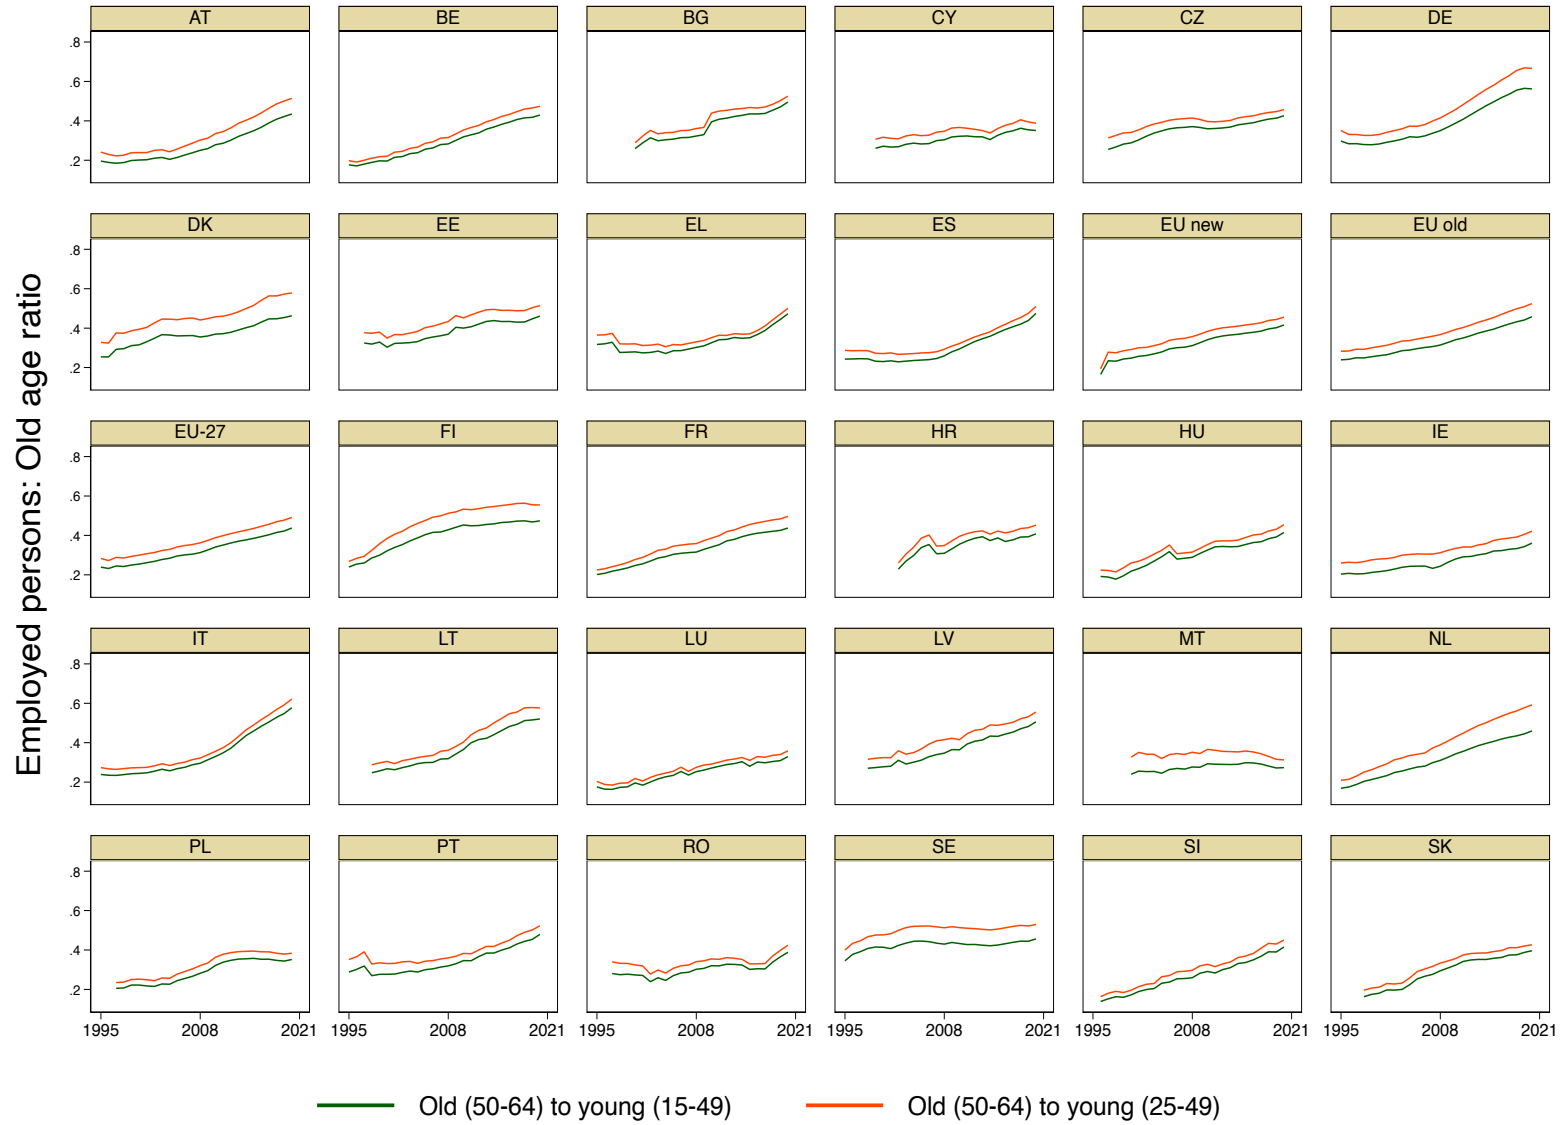 AT BE BG CY CZ DE
.8
.6
.4
.2
DK EE EL ES EU new EU old
.8
.6
.4
.2
Employed persons: Old age ratio
EU-27 FI FR HR HU IE
.8
.6
.4
.2
IT LT LU LV MT NL
.8
.6
.4
.2
PL PT RO SE SI SK
.8
.6
.4
.2
1995 2008 2021 1995 2008 2021 1995 2008 2021 1995 2008 2021 1995 2008 2021 1995 2008 2021
Old (50-64) to young (15-49) Old (50-64) to young (25-49)